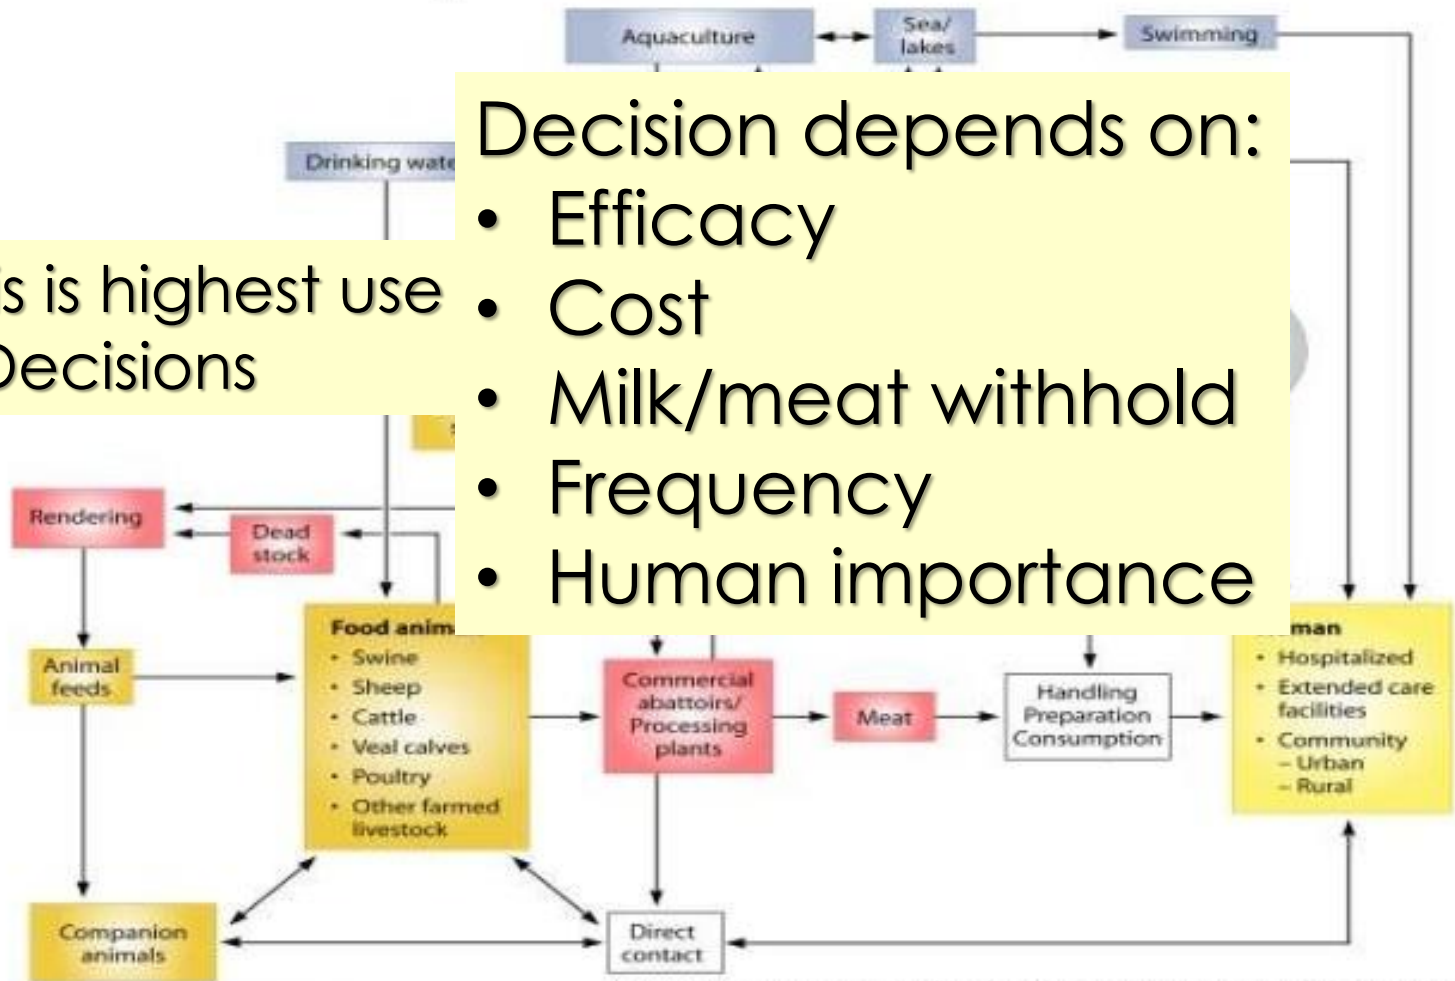 Aquaculture
Sea/
lakes
Swimming
Drinking wate
Decision depends on:
• Efficacy
• Cost
• Milk/meat withhold
• Frequency
• Human importance
is is highest use
Decisions
Rendering
Dead
stock
Animal
feeds
Food anim
• Swine
• Sheep
• Cattle
• Veal calves
• Poultry
• Other farmed
livestock
Commercial
abattoirs/
Processing
plants
Meat
Handling
Preparation
Consumption
man
• Hospitalized
• Extended care
facilities
• Community
– Urban
– Rural
Companion
animals
Direct
contact